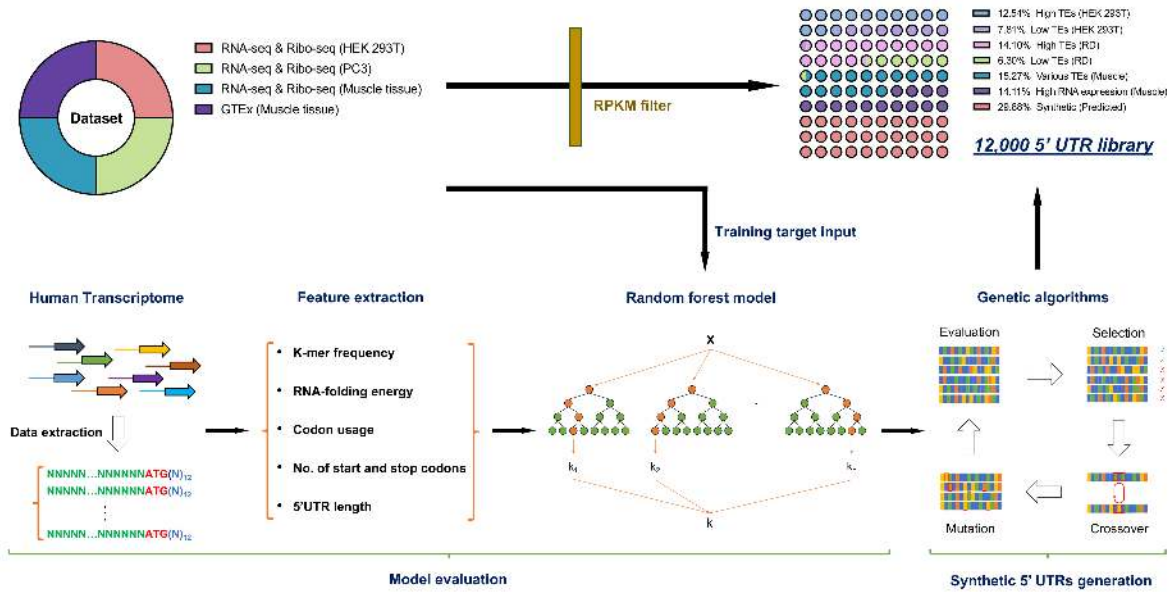 Dataset
RNA-seq & Ribo-seq (HEK 293T)
RNA-seq & Ribo-seq (PC3)
RNA-seq & Ribo-seq (Muscle tissue)
GTEx (Muscle tissue)
RPKM filter
12.54% High TEs (HEK 293T)
7.81% Low TEs (HEK 293T)
14.10% High TEs (RD)
6.30% Low TEs (RD)
15.27% Various TEs (Muscle)
14.11% High RNA expression (Muscle)
29.88% Synthetic (Predicted)
12,000 5' UTR library
Training target input
Human Transcriptome
Feature extraction
Random forest model
Genetic algorithms
Data extraction
NNNNN...NNNNNNATG(N)12
NNNNN...NNNNNNATG(N)12
⋮
NNNNN...NNNNNNATG(N)12
• K-mer frequency
• RNA-folding energy
• Codon usage
• No. of start and stop codons
• 5'UTR length
X
k1
k2
k
Evaluation
Selection
Mutation
Crossover
Model evaluation
Synthetic 5' UTRs generation